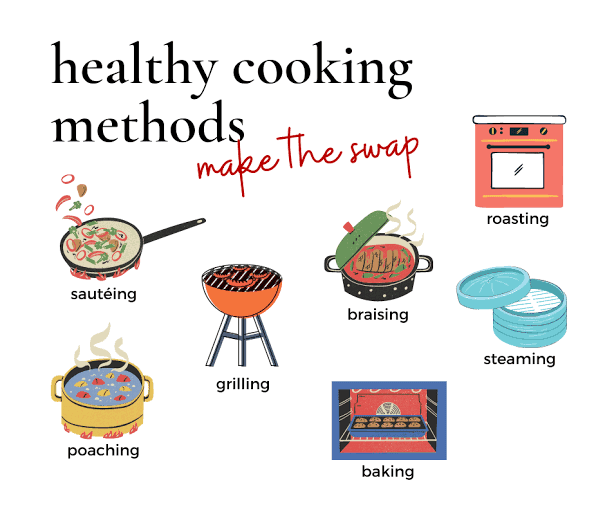 healthy cooking
methods
make the swap
roasting
sautéing
braising
steaming
grilling
poaching
baking